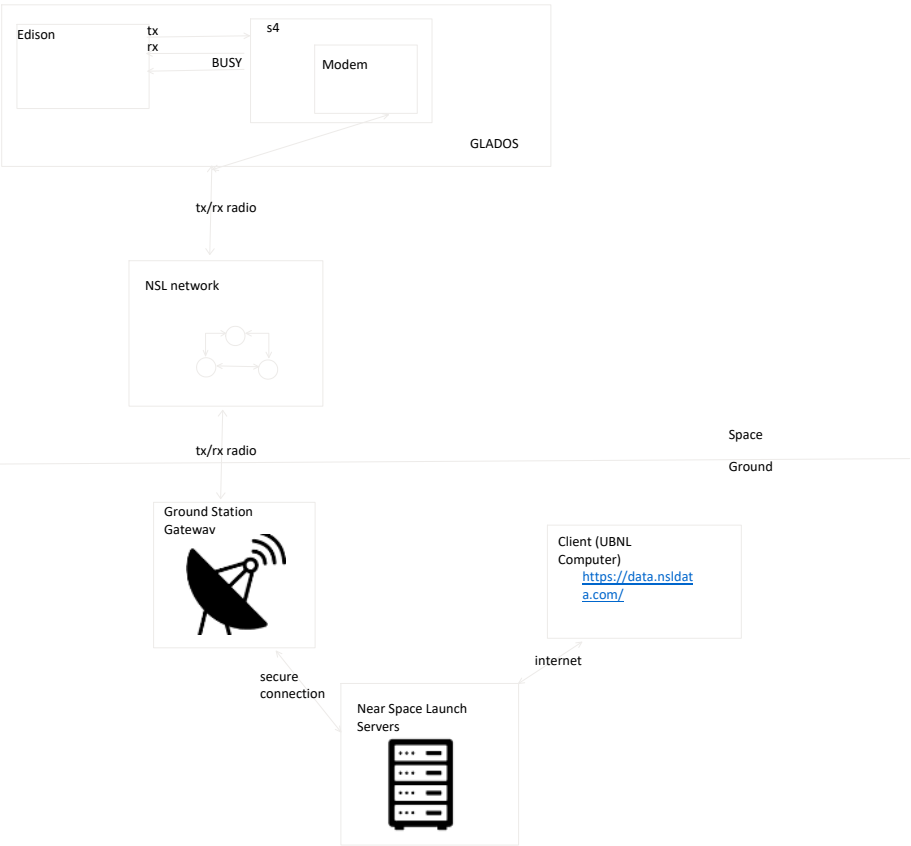 Edison
tx
rx
BUSY
s4
Modem
GLADOS
tx/rx radio
NSL network
tx/rx radio
Space
Ground
Ground Station
Gateway
Client (UBNL
Computer)
https://data.nsldat
a.com/
internet
secure
connection
Near Space Launch
Servers